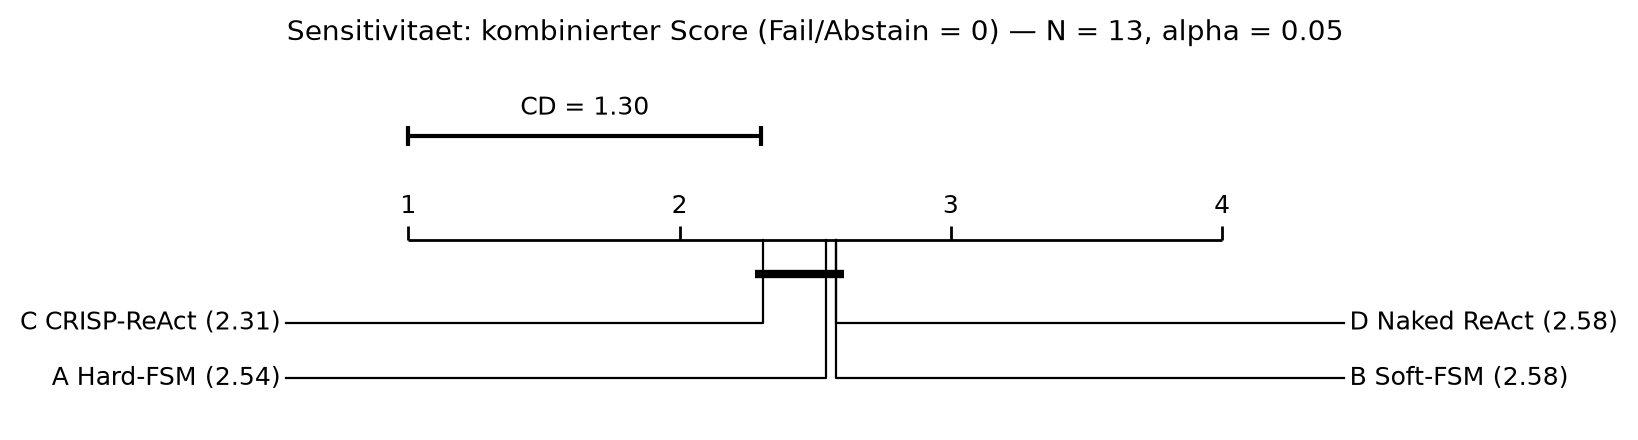 Sensitivitaet: kombinierter Score (Fail/Abstain = 0) — N = 13, alpha = 0.05
CD = 1.30
1 2 3 4
C CRISP-ReAct (2.31) D Naked ReAct (2.58)
A Hard-FSM (2.54) B Soft-FSM (2.58)